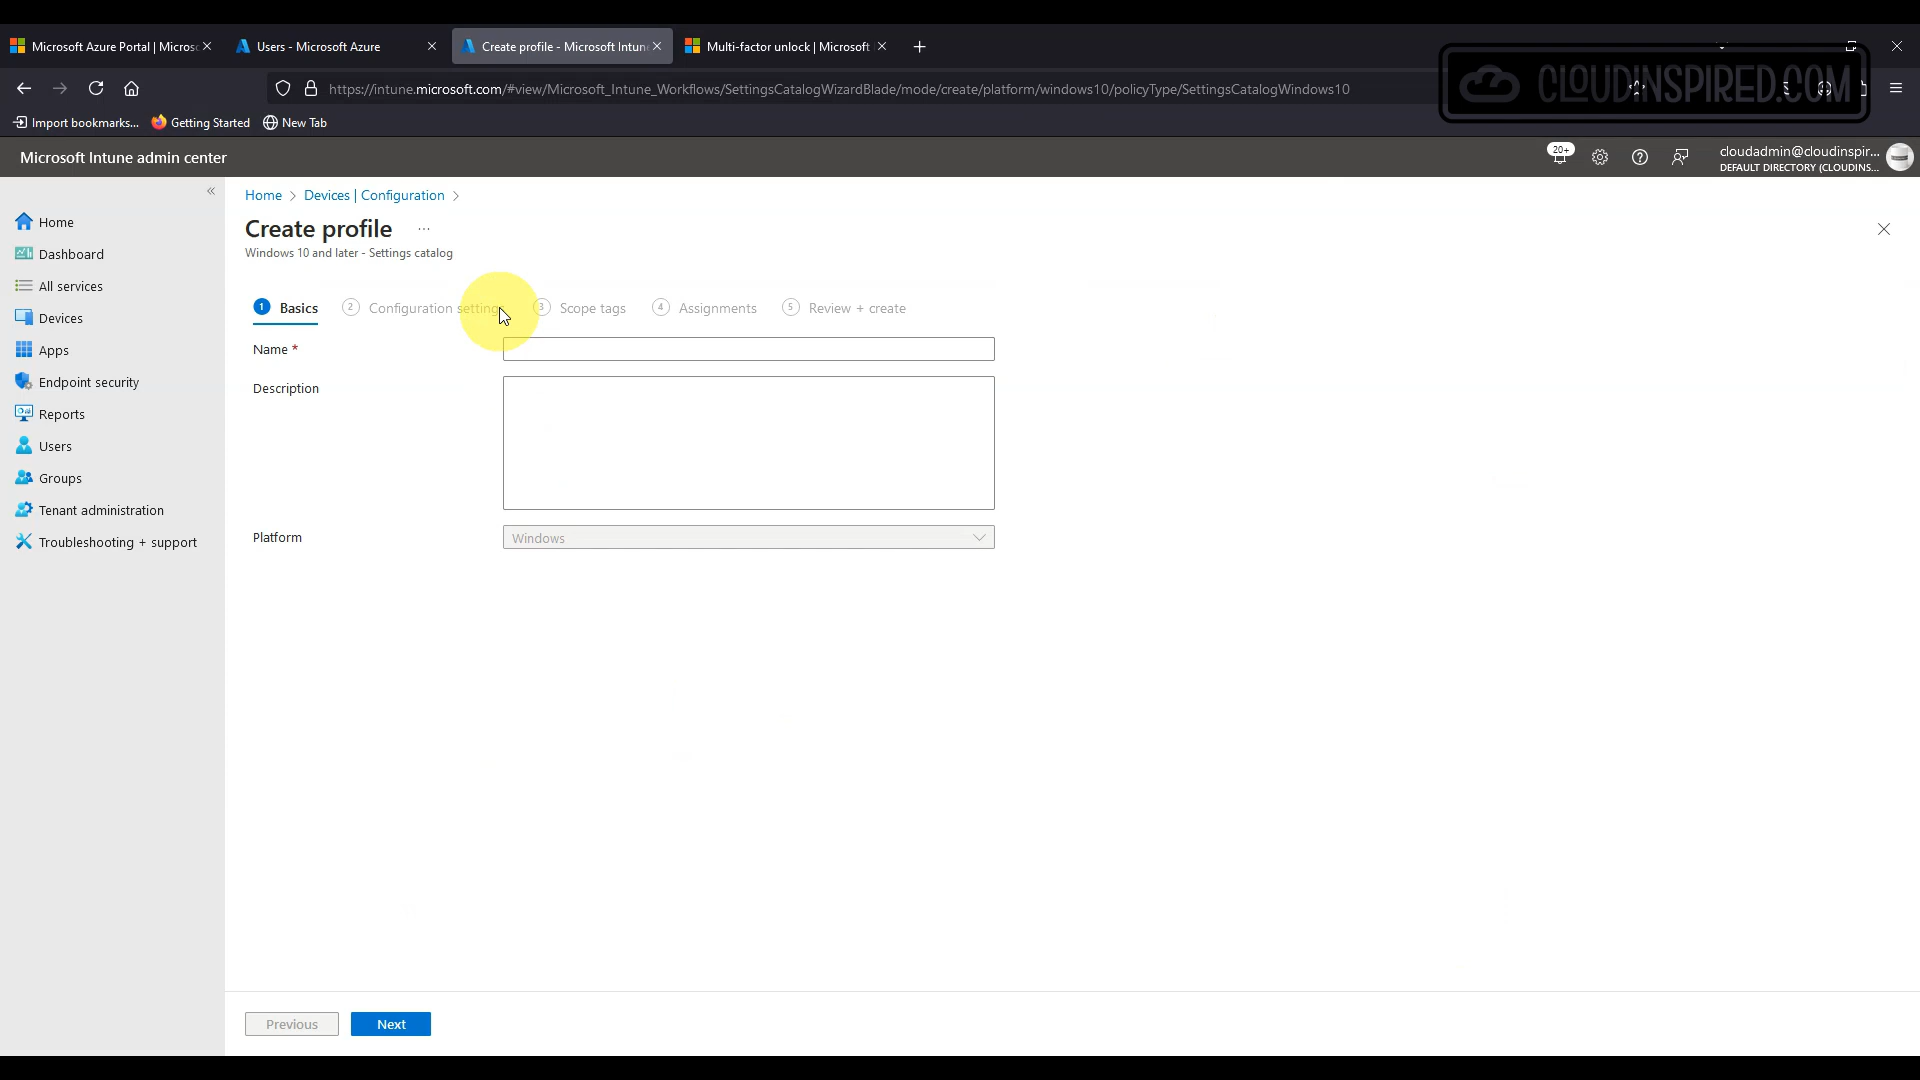 Microsoft Azure Portal | Micros
Users - Microsoft Azure
Create profile - Microsoft Intun
Multi-factor unlock | Microsoft
https://intune.microsoft.com/#view/Microsoft_Intune_Workflows/SettingsCatalogWizardBlade/mode/create/platform/windows10/policyType/SettingsCatalogWindows10
CLOUDINSPIRED.COM
Import bookmarks...
Getting Started
New Tab
Microsoft Intune admin center
20+
cloudadmin@cloudinspir...
DEFAULT DIRECTORY (CLOUDINS...
Home
Dashboard
All services
Devices
Apps
Endpoint security
Reports
Users
Groups
Tenant administration
Troubleshooting + support
Home > Devices | Configuration >
Create profile ...
Windows 10 and later - Settings catalog
1 Basics
2 Configuration settings
3 Scope tags
4 Assignments
5 Review + create
Name *
Description
Platform
Windows
Previous
Next